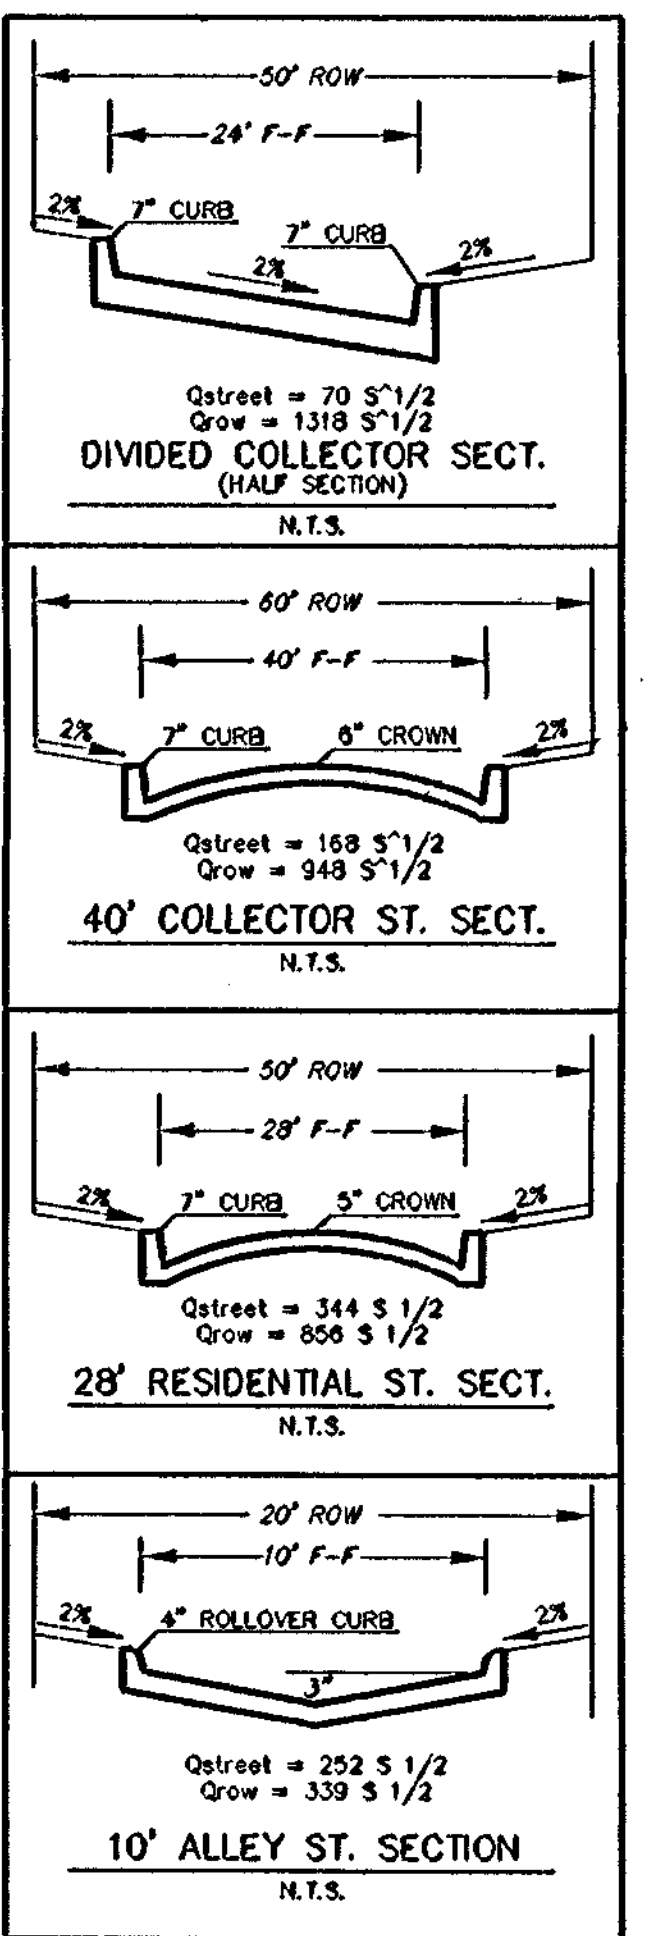 50' ROW
24' F-F
2%
7" CURB
7" CURB
2%
2%
Qstreet = 70 S^1/2
Qrow = 1318 S^1/2
DIVIDED COLLECTOR SECT.
(HALF SECTION)
N.T.S.
60' ROW
40' F-F
2%
7" CURB
6" CROWN
2%
Qstreet = 168 S^1/2
Qrow = 948 S^1/2
40' COLLECTOR ST. SECT.
N.T.S.
50' ROW
28' F-F
2%
7" CURB
5" CROWN
2%
Qstreet = 344 S 1/2
Qrow = 856 S 1/2
28' RESIDENTIAL ST. SECT.
N.T.S.
20' ROW
10' F-F
2%
4" ROLLOVER CURB
2%
3"
Qstreet = 252 S 1/2
Qrow = 339 S 1/2
10' ALLEY ST. SECTION
N.T.S.